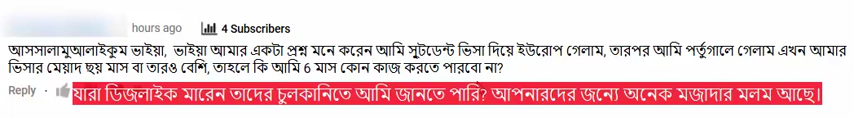 hours ago 4 Subscribers
আসসালামুআলাইকুম ভাইয়া, ভাইয়া আমার একটা প্রশ্ন মনে করেন আমি সুটডেন্ট ভিসা দিয়ে ইউরোপ গেলাম, তারপর আমি পর্তুগালে গেলাম এখন আমার
ভিসার মেয়াদ ছয় মাস বা তারও বেশি, তাহলে কি আমি 6 মাস কোন কাজ করতে পারবো না?
Reply
যারা ডিজলাইক মারেন তাদের চুলকানিতে আমি জানতে পারি? আপনারদের জন্যে অনেক মজাদার মলম আছে।